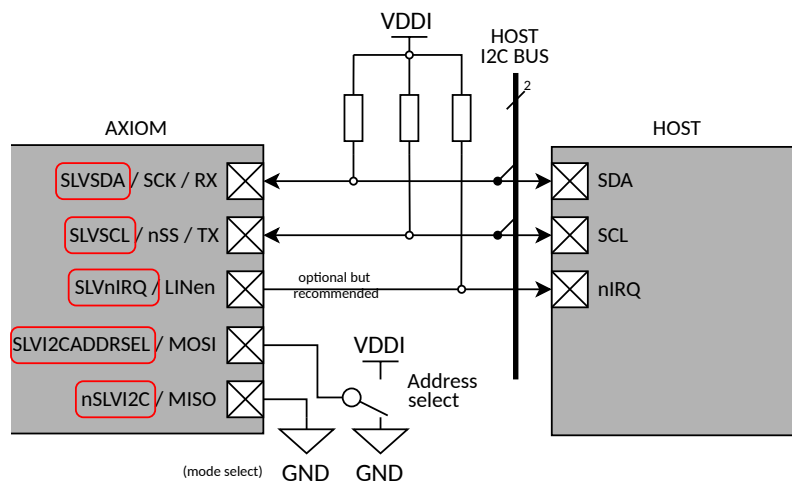 VDDI
HOST
I2C BUS
2
AXIOM
HOST
SLVSDA / SCK / RX
SDA
SLVSCL / nSS / TX
SCL
SLVnIRQ / LINen
optional but
recommended
nIRQ
SLVI2CADDRSEL / MOSI
VDDI
Address
select
nSLVI2C / MISO
(mode select)
GND
GND